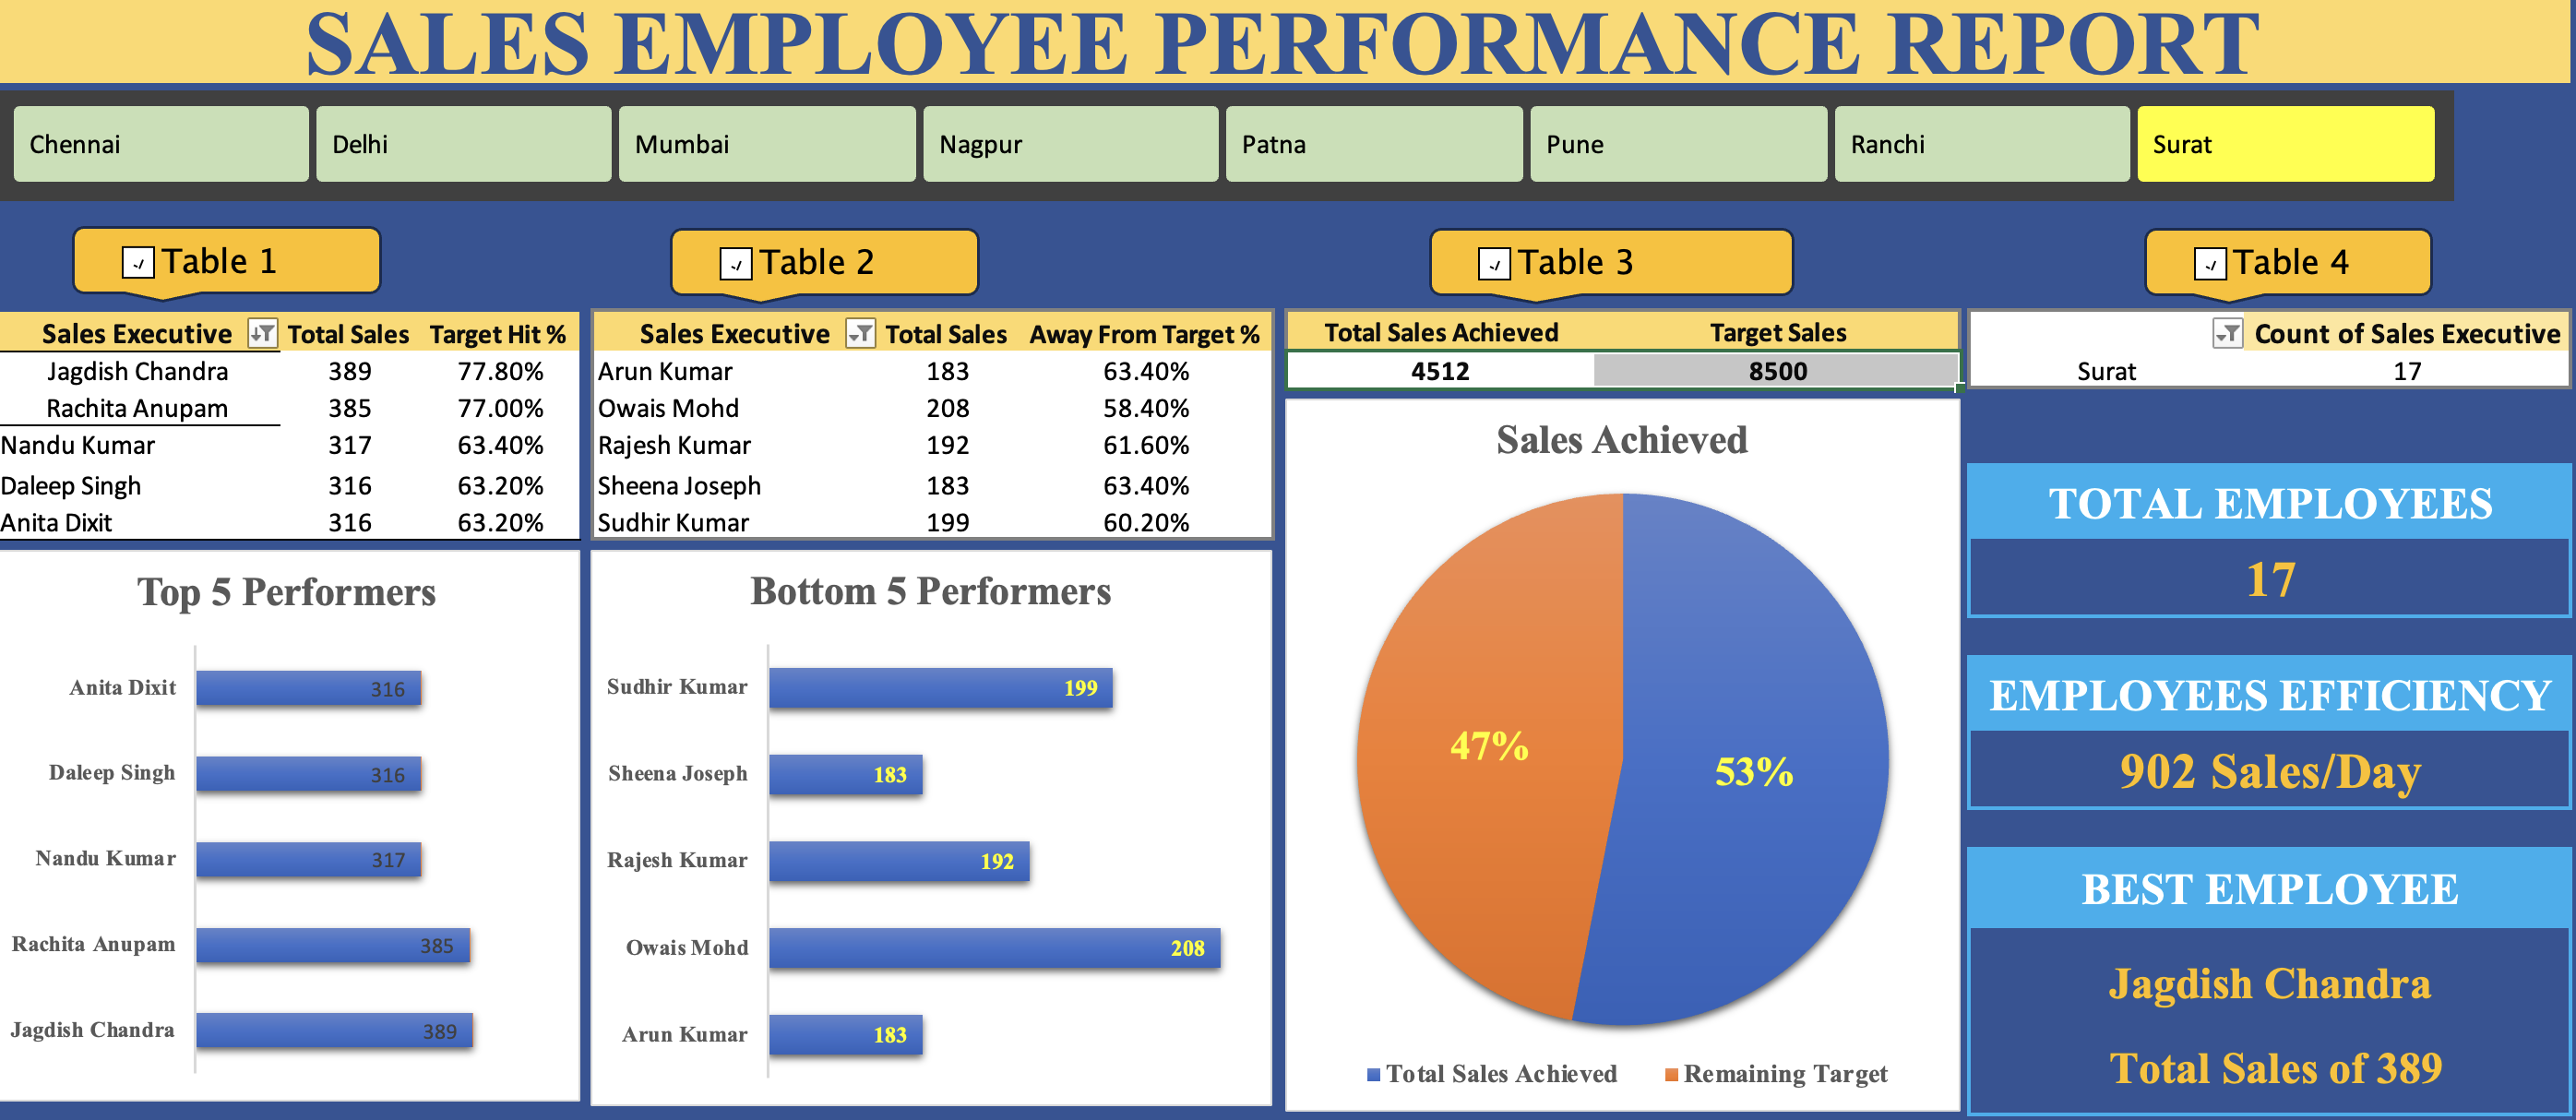 SALES EMPLOYEE PERFORMANCE REPORT
Chennai Delhi Mumbai Nagpur Patna Pune Ranchi Surat
Table 1 Table 2 Table 3 Table 4
Sales Executive Total Sales Target Hit %
Jagdish Chandra 389 77.80%
Rachita Anupam 385 77.00%
Nandu Kumar 317 63.40%
Daleep Singh 316 63.20%
Anita Dixit 316 63.20%
Sales Executive Total Sales Away From Target %
Arun Kumar 183 63.40%
Owais Mohd 208 58.40%
Rajesh Kumar 192 61.60%
Sheena Joseph 183 63.40%
Sudhir Kumar 199 60.20%
Total Sales Achieved Target Sales
4512 8500
Count of Sales Executive
Surat 17
Top 5 Performers
Anita Dixit 316
Daleep Singh 316
Nandu Kumar 317
Rachita Anupam 385
Jagdish Chandra 389
Bottom 5 Performers
Sudhir Kumar 199
Sheena Joseph 183
Rajesh Kumar 192
Owais Mohd 208
Arun Kumar 183
Sales Achieved
47% 53%
Total Sales Achieved Remaining Target
TOTAL EMPLOYEES
17
EMPLOYEES EFFICIENCY
902 Sales/Day
BEST EMPLOYEE
Jagdish Chandra
Total Sales of 389